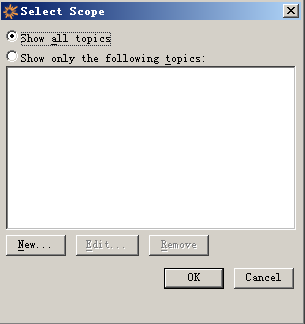 Select Scope
Show all topics
Show only the following topics:
New... Edit... Remove
OK Cancel